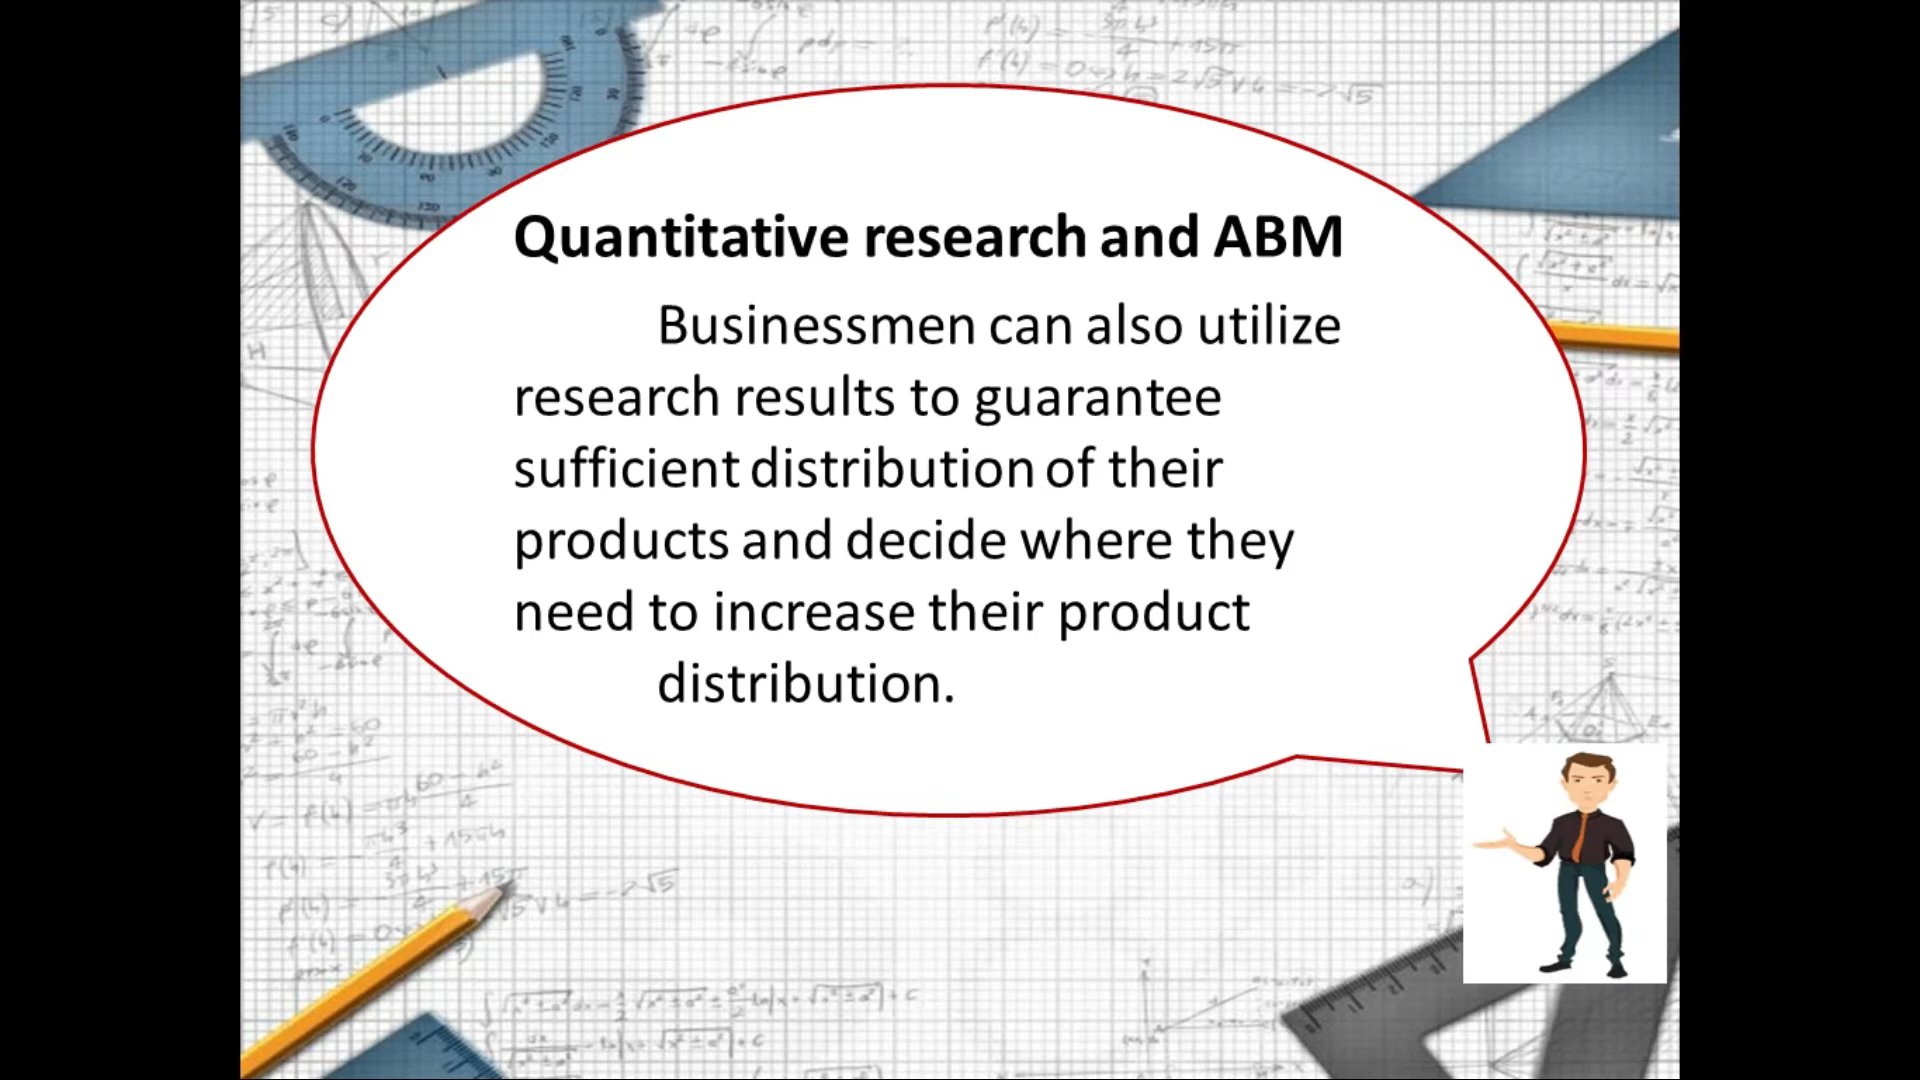 Quantitative research and ABM
Businessmen can also utilize
research results to guarantee
sufficient distribution of their
products and decide where they
need to increase their product
distribution.